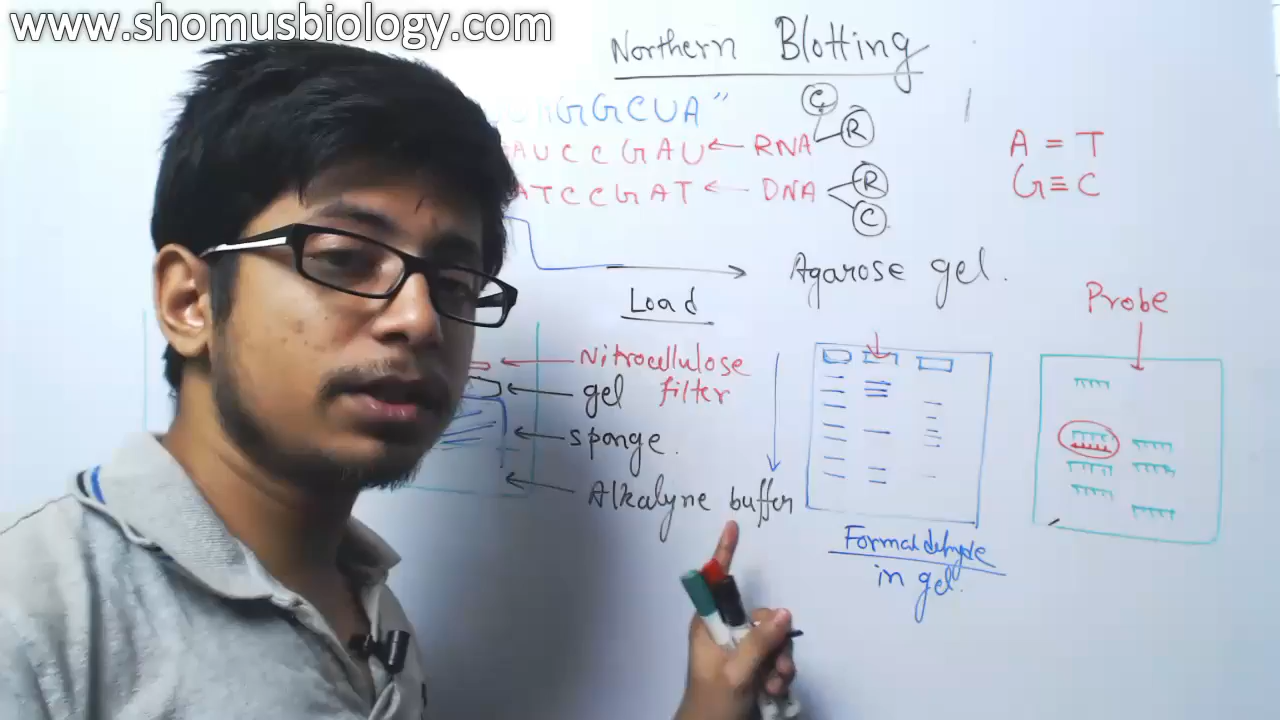 www.shomusbiology.com
Northern Blotting
UAGGCUA"
C
R
AUCCGAU ← RNA
ATCCGAT ← DNA
R
C
A = T
G≡C
Agarose gel.
Load
Probe
Nitrocellulose
filter
gel
sponge.
Alkalyne buffer
Formaldehyde
in gel.